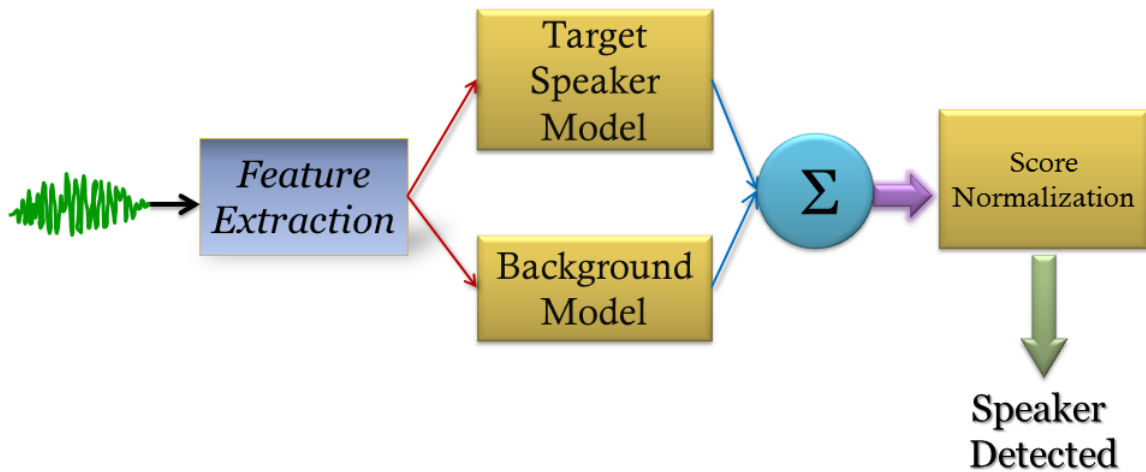 Feature
Extraction
Target
Speaker
Model
Background
Model
Σ
Score
Normalization
Speaker
Detected